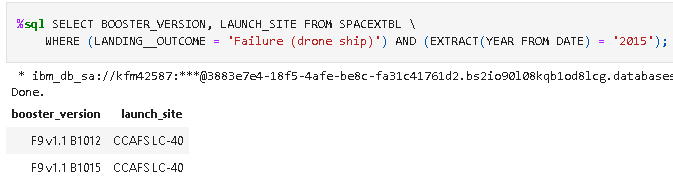 %sql SELECT BOOSTER_VERSION, LAUNCH_SITE FROM SPACEXTBL \
WHERE (LANDING__OUTCOME = 'Failure (drone ship)') AND (EXTRACT(YEAR FROM DATE) = '2015');
* ibm_db_sa://kfm42587:***@3883e7e4-18f5-4afe-be8c-fa31c41761d2.bs2io90l08kqb1od8lcg.databases
Done.
booster_version launch_site
F9 v1.1 B1012 CCAFS LC-40
F9 v1.1 B1015 CCAFS LC-40